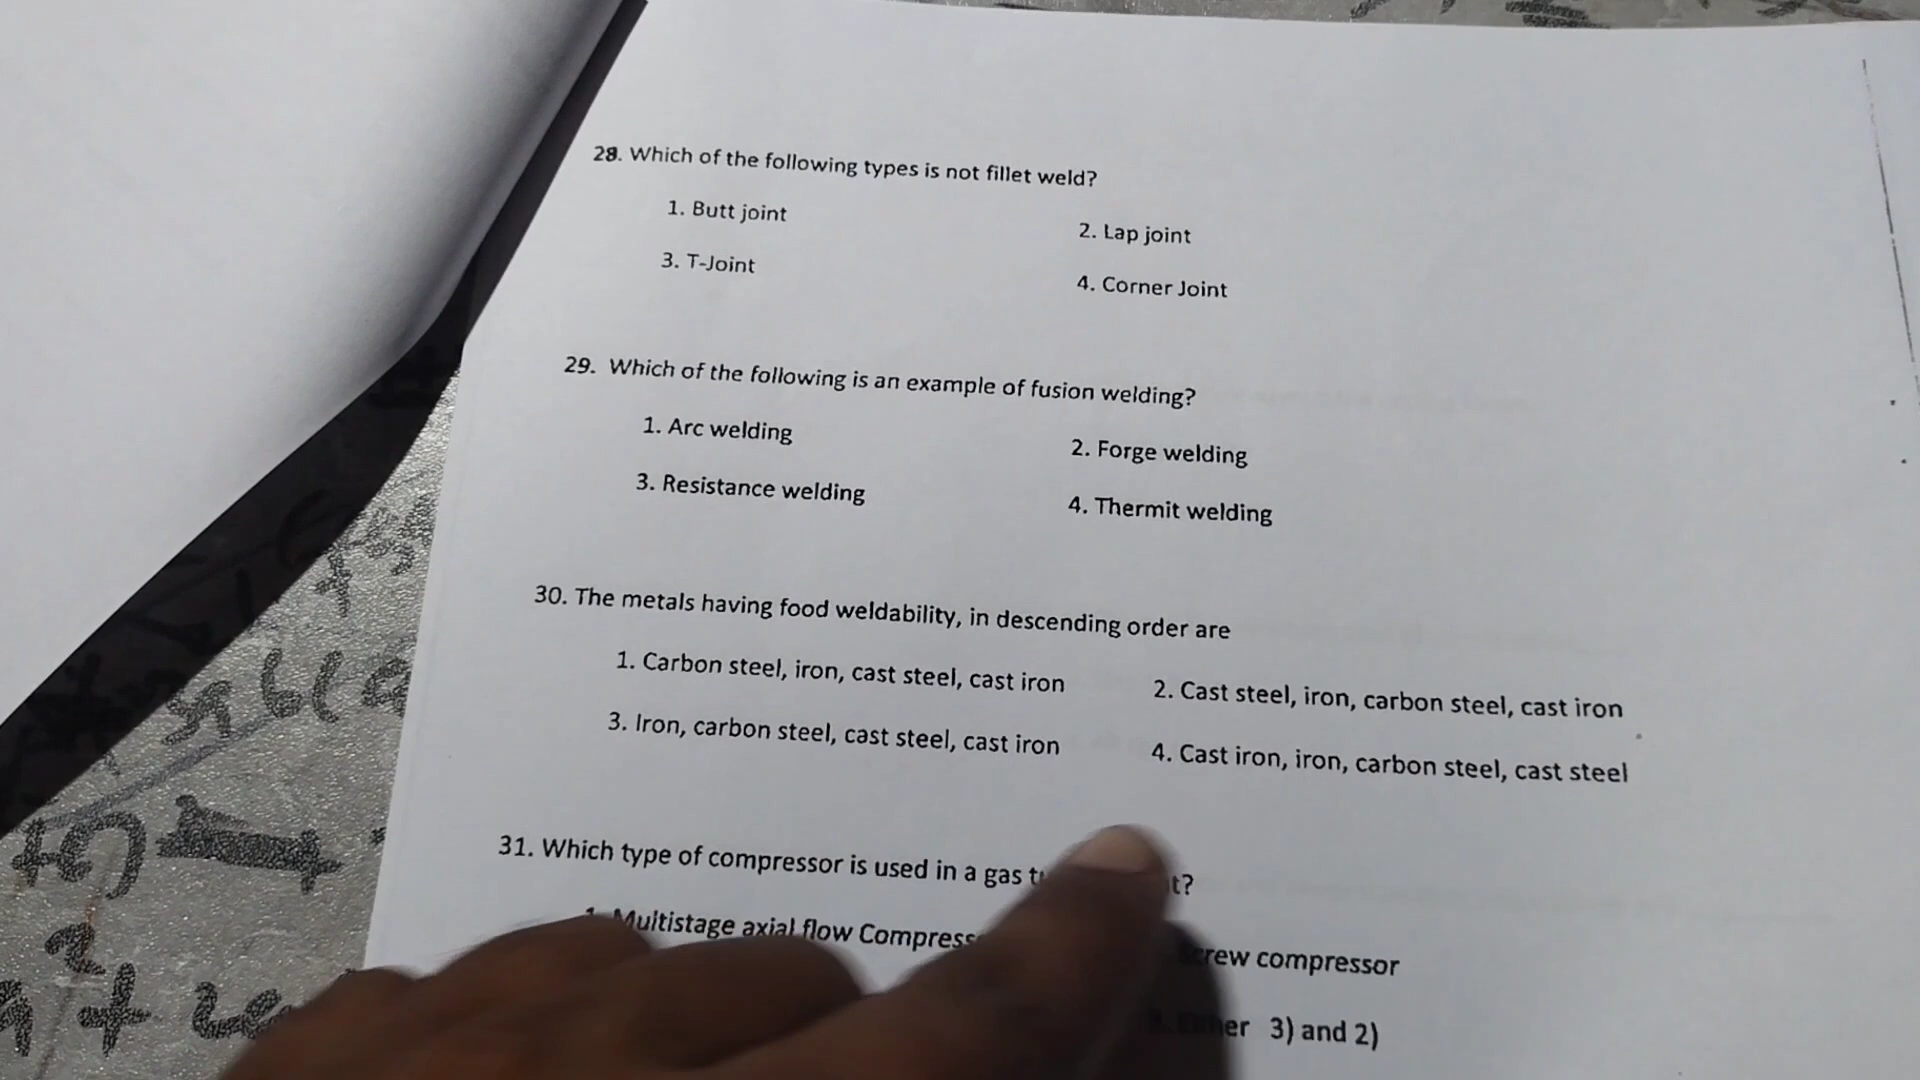 28. Which of the following types is not fillet weld?
1. Butt joint
2. Lap joint
3. T-Joint
4. Corner Joint
29. Which of the following is an example of fusion welding?
1. Arc welding
2. Forge welding
3. Resistance welding
4. Thermit welding
30. The metals having food weldability, in descending order are
1. Carbon steel, iron, cast steel, cast iron
2. Cast steel, iron, carbon steel, cast iron
3. Iron, carbon steel, cast steel, cast iron
4. Cast iron, iron, carbon steel, cast steel
31. Which type of compressor is used in a gas
1. Multistage axial flow
compressor
3) and 2)